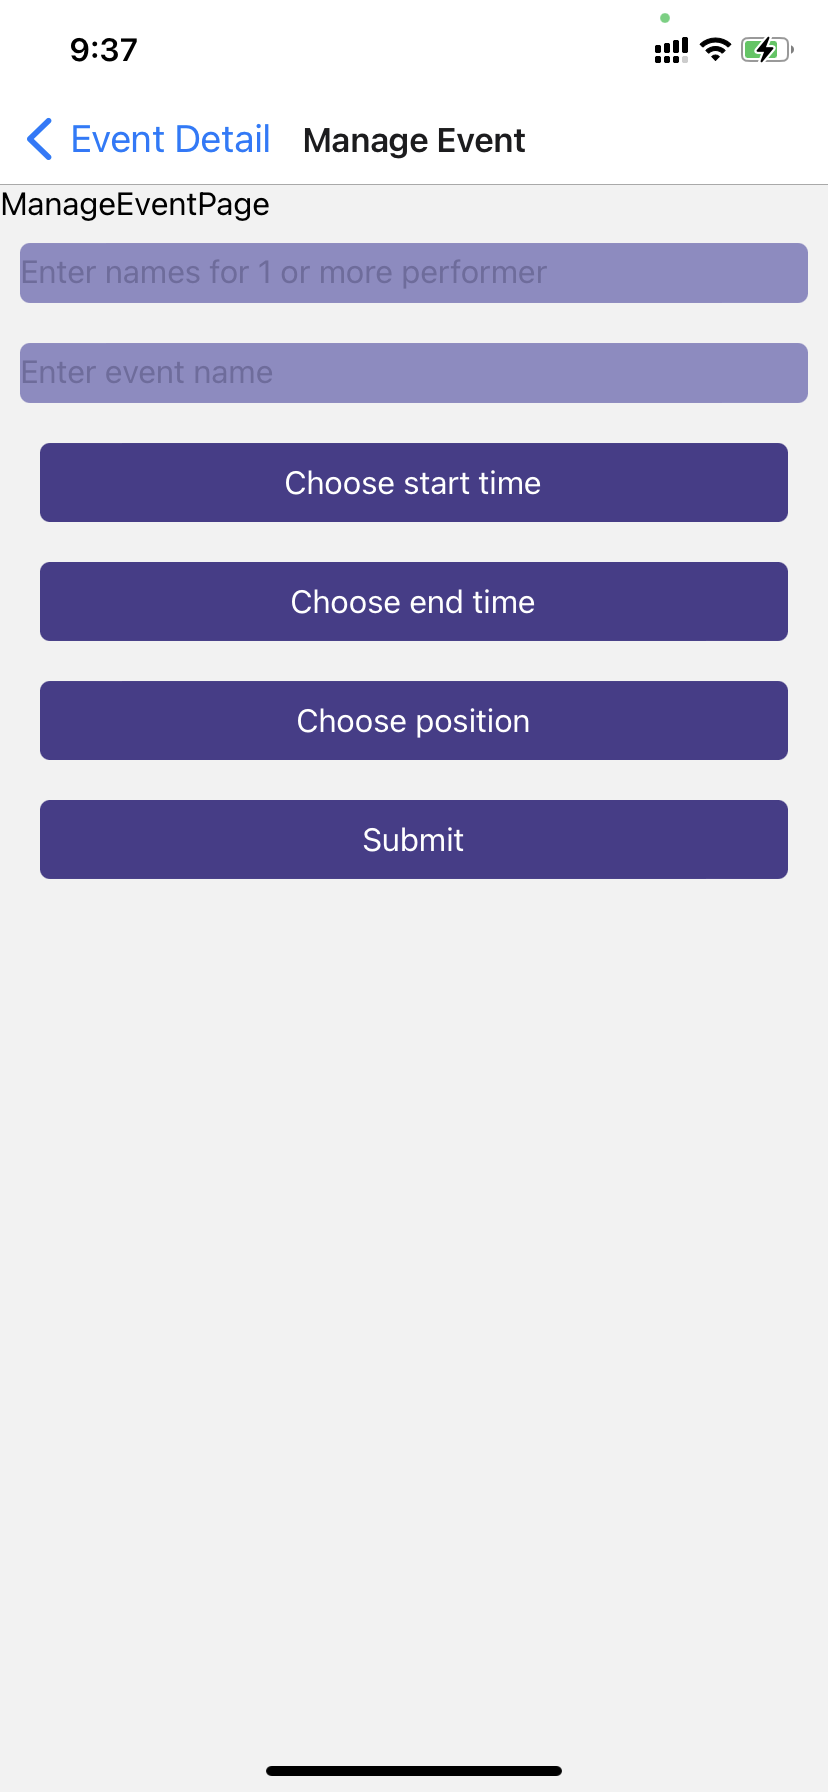 9:37
Event Detail Manage Event
ManageEventPage
Enter names for 1 or more performer
Enter event name
Choose start time
Choose end time
Choose position
Submit